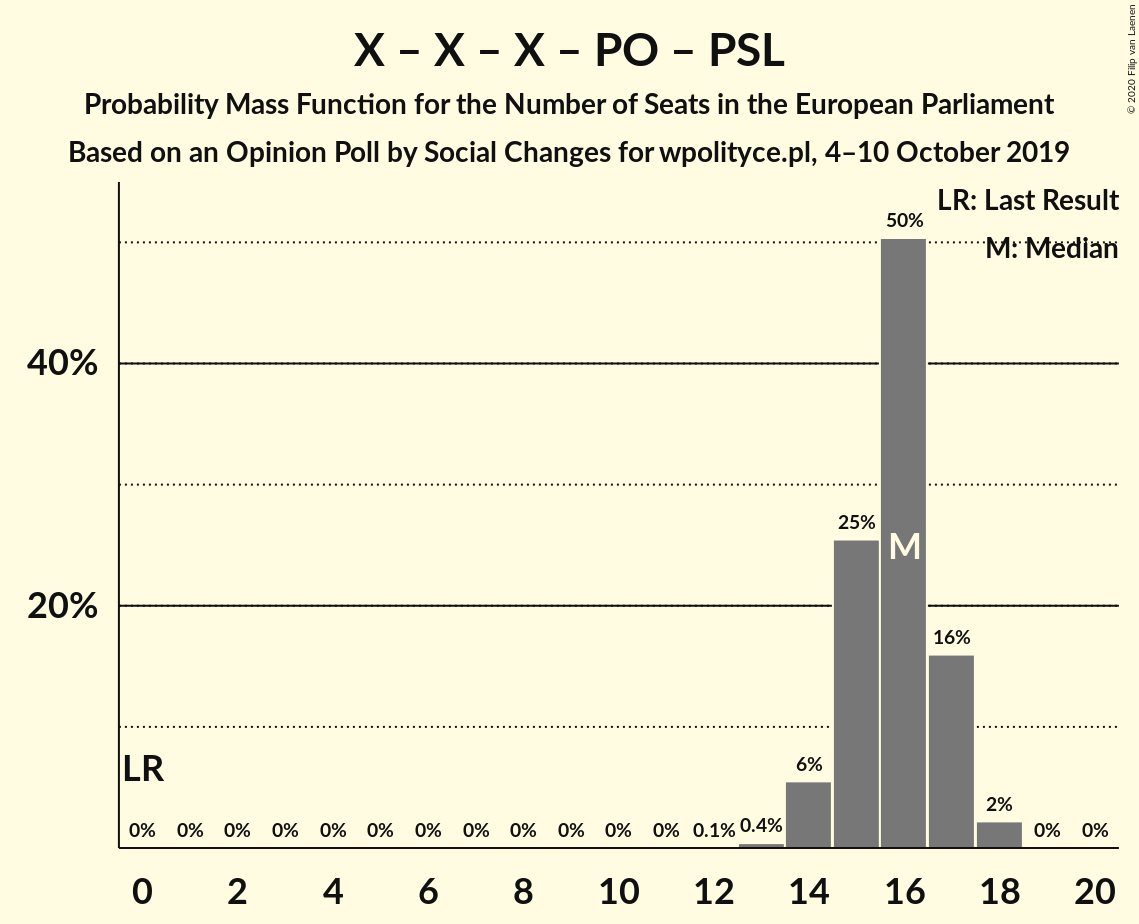 X – X – X – PO – PSL
Probability Mass Function for the Number of Seats in the European Parliament
Based on an Opinion Poll by Social Changes for wpolityce.pl, 4–10 October 2019
© 2020 Filip van Laenen
LR: Last Result
M: Median
50%
40%
25%
M
20%
16%
LR
6%
2%
0% 0% 0% 0% 0% 0% 0% 0% 0% 0% 0% 0% 0.1% 0.4% 0% 0%
0 2 4 6 8 10 12 14 16 18 20